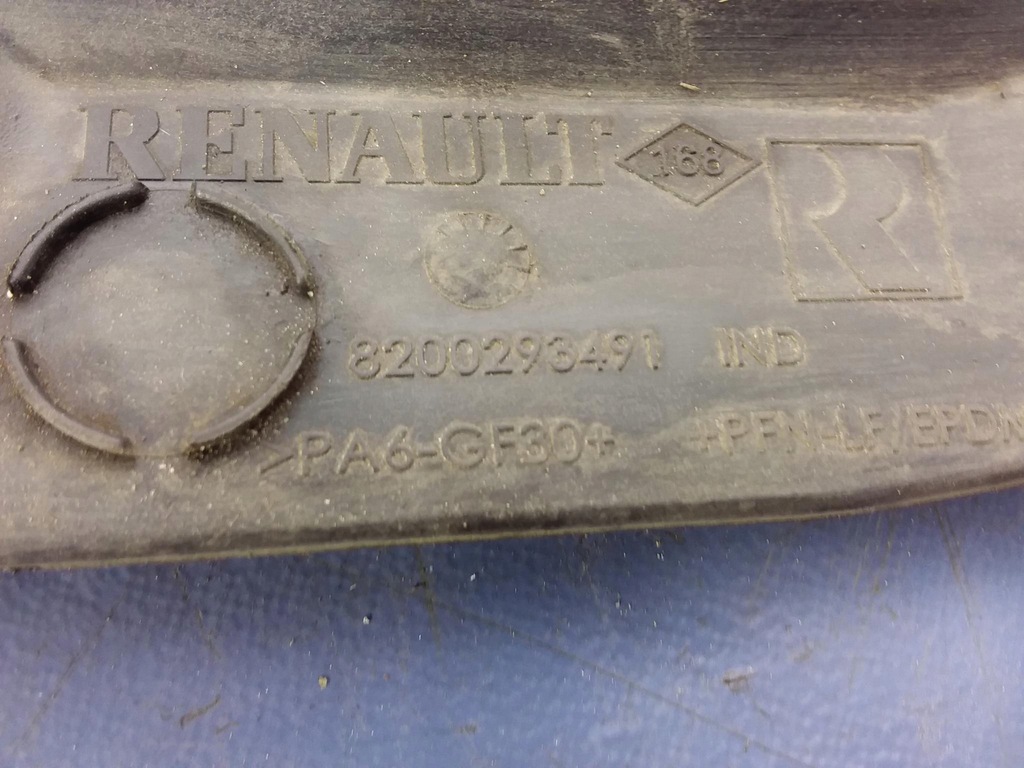 RENAULT 168 R
8200293491 IND
>PA6-GF30+